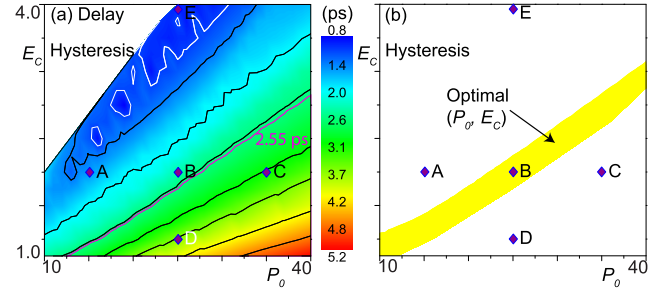 4.0 (a) Delay
E
Hysteresis
E_C
A
B
C
D
2.55 ps
1.0
10
P_0
40
(ps)
0.8
1.4
2.0
2.6
3.1
3.7
4.2
4.8
5.2
(b)
E
Hysteresis
E_C
Optimal
(P_0, E_C)
A
B
C
D
10
P_0
40